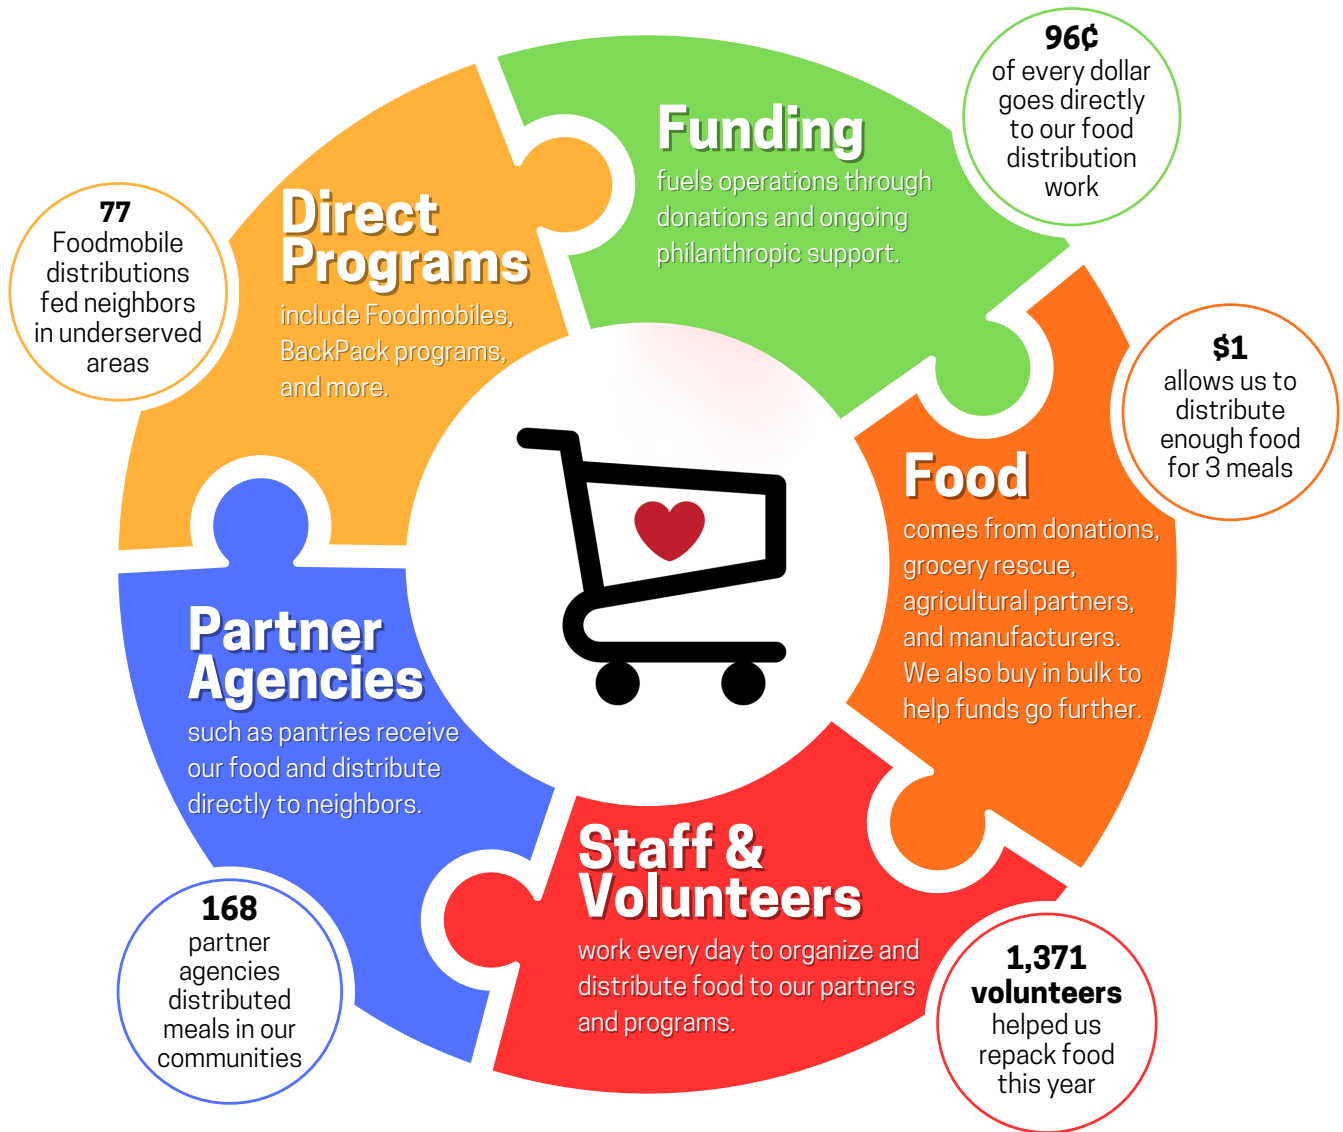 Funding
fuels operations through
donations and ongoing
philanthropic support.
96¢
of every dollar
goes directly
to our food
distribution
work
Food
comes from donations,
grocery rescue,
agricultural partners,
and manufacturers.
We also buy in bulk to
help funds go further.
$1
allows us to
distribute
enough food
for 3 meals
Staff &
Volunteers
work every day to organize and
distribute food to our partners
and programs.
1,371
volunteers
helped us
repack food
this year
Partner
Agencies
such as pantries receive
our food and distribute
directly to neighbors.
168
partner
agencies
distributed
meals in our
communities
Direct
Programs
include Foodmobiles,
BackPack programs,
and more.
77
Foodmobile
distributions
fed neighbors
in underserved
areas